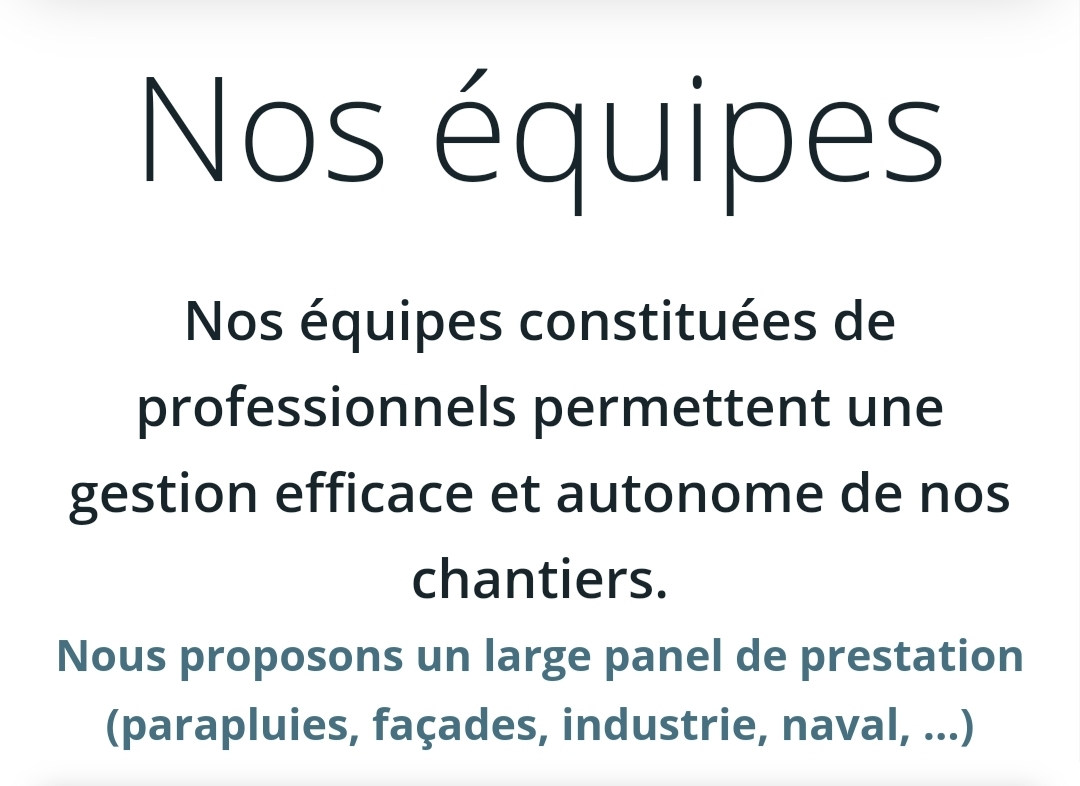 Nos équipes
Nos équipes constituées de
professionnels permettent une
gestion efficace et autonome de nos
chantiers.
Nous proposons un large panel de prestation
(parapluies, façades, industrie, naval, ...)